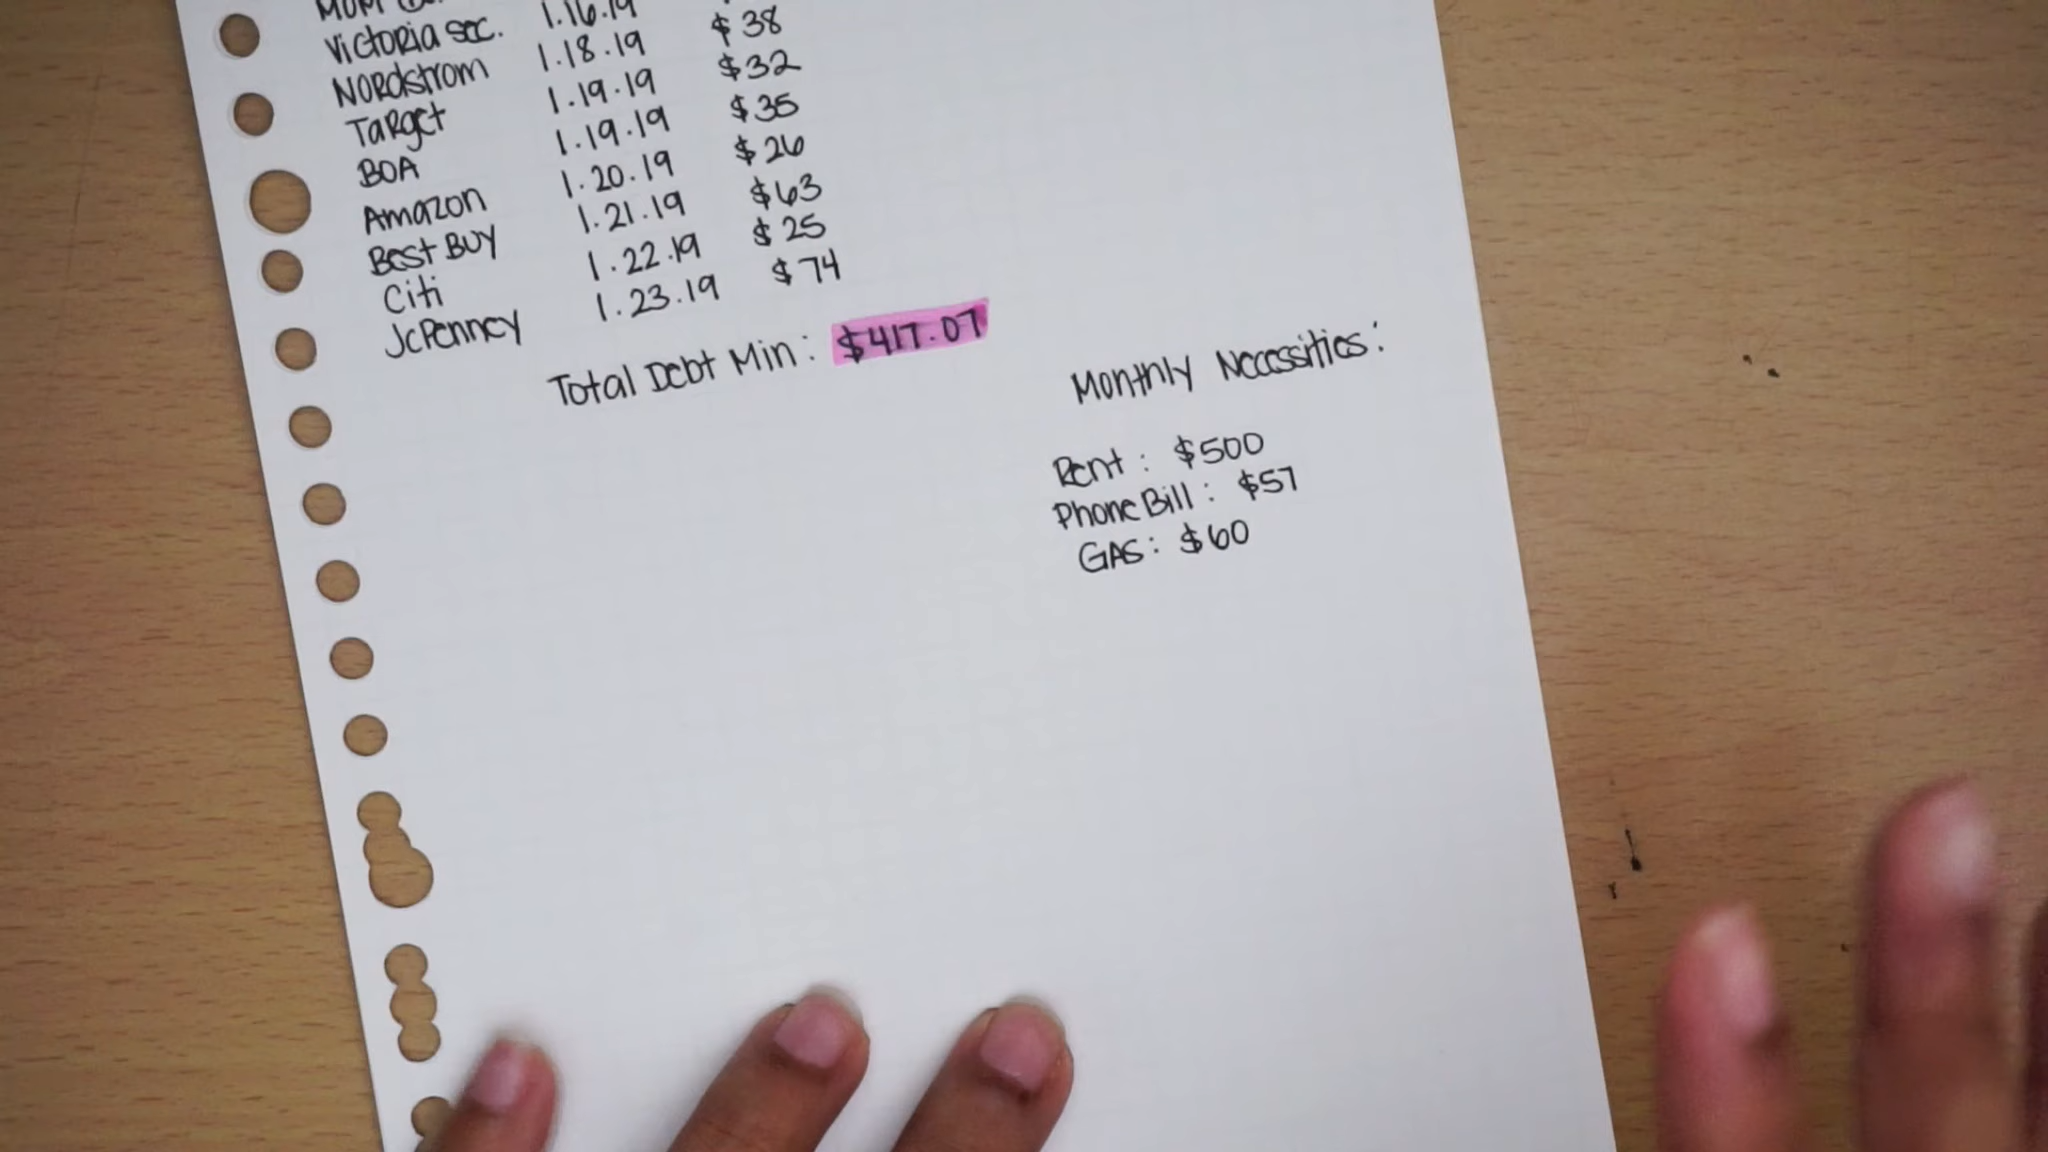 MOM
Victoria sec. 1.16.19
Nordstrom 1.18.19 $38
Target 1.19.19 $32
BOA 1.19.19 $35
Amazon 1.20.19 $26
Best Buy 1.21.19 $63
Citi 1.22.19 $25
JcPenney 1.23.19 $74
Total Debt Min: $417.07
Monthly Necessities:
Rent: $500
Phone Bill: $57
GAS: $60